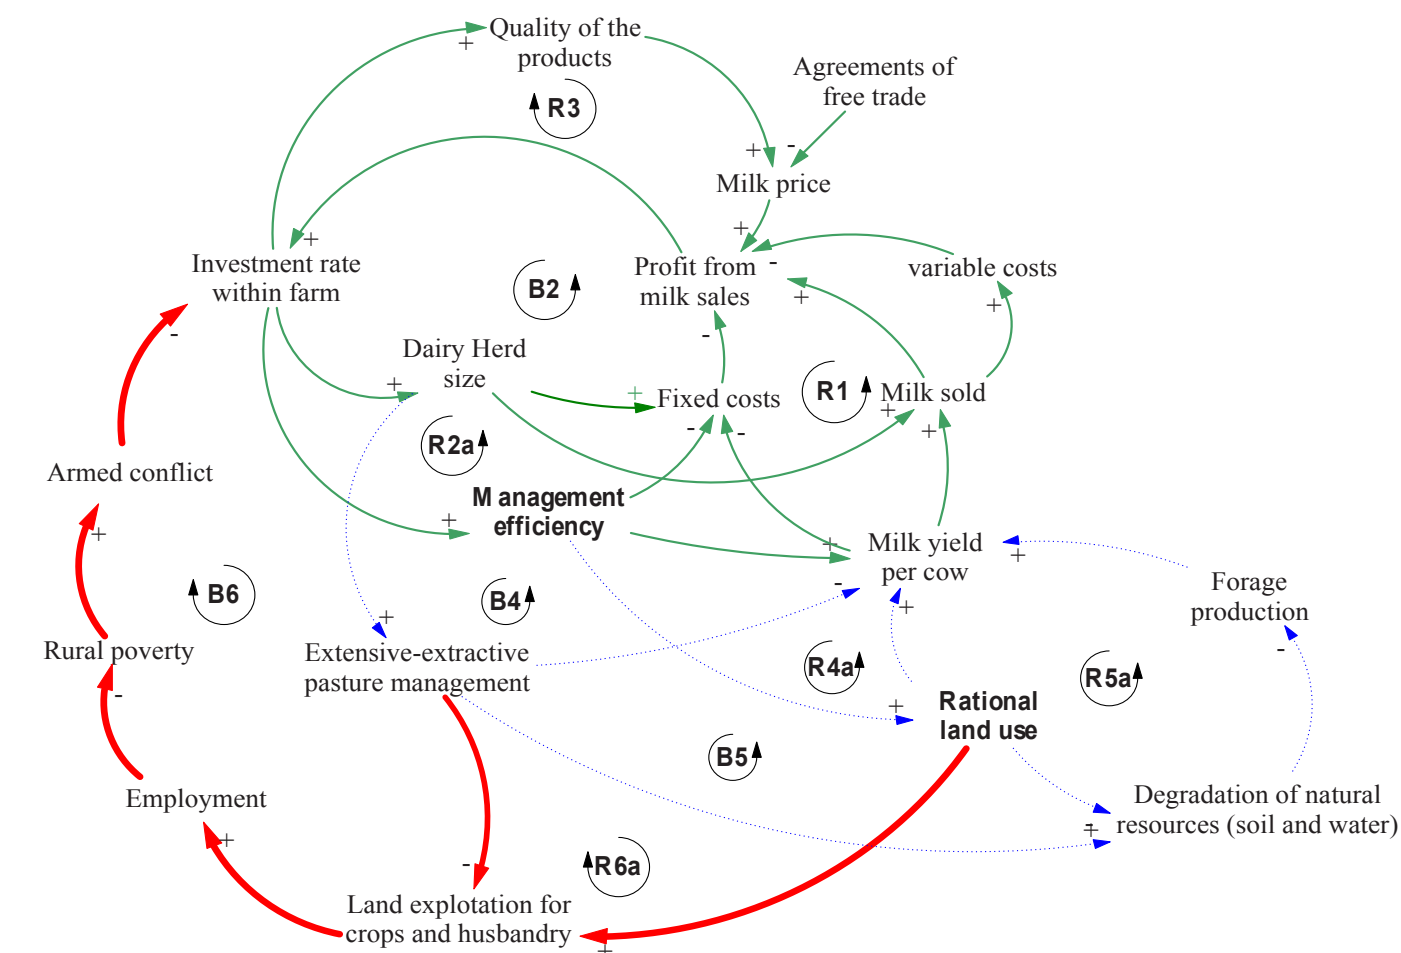 Quality of the
products
+
R3
Agreements of
free trade
+
-
Milk price
+
+
Investment rate
within farm
B2
Profit from
milk sales
-
variable costs
+
+
-
-
Dairy Herd
size
+
+
Fixed costs
R1
Milk sold
+
+
-
-
R2a
Armed conflict
M anagement
efficiency
+
+
+
Milk yield
per cow
+
Forage
production
-
+
B6
B4
+
+
-
Rural poverty
Extensive-extractive
pasture management
R4a
R5a
-
+
Rational
land use
B5
Employment
Degradation of natural
resources (soil and water)
-
+
+
-
R6a
Land explotation for
crops and husbandry
+